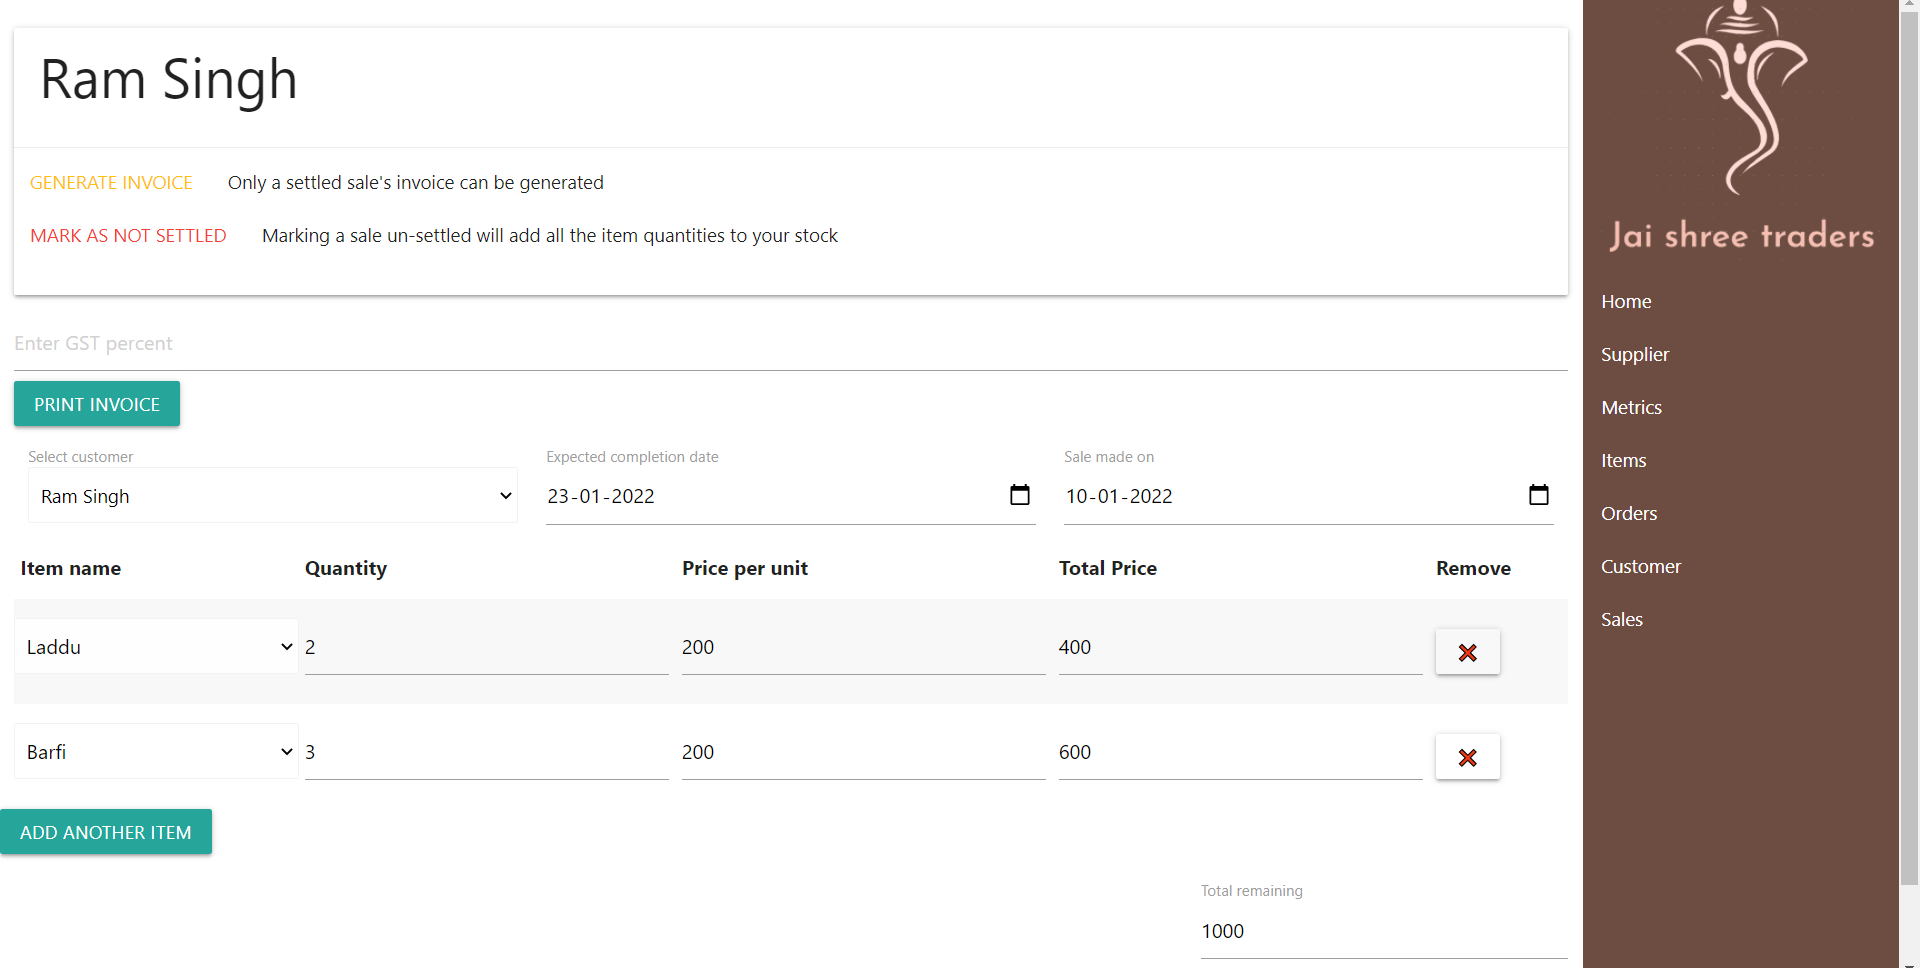 Ram Singh
GENERATE INVOICE Only a settled sale's invoice can be generated
MARK AS NOT SETTLED Marking a sale un-settled will add all the item quantities to your stock
Enter GST percent
PRINT INVOICE
Select customer Expected completion date Sale made on
Ram Singh 23-01-2022 10-01-2022
Item name Quantity Price per unit Total Price Remove
Laddu 2 200 400
Barfi 3 200 600
ADD ANOTHER ITEM
Total remaining
1000
Jai shree traders
Home
Supplier
Metrics
Items
Orders
Customer
Sales